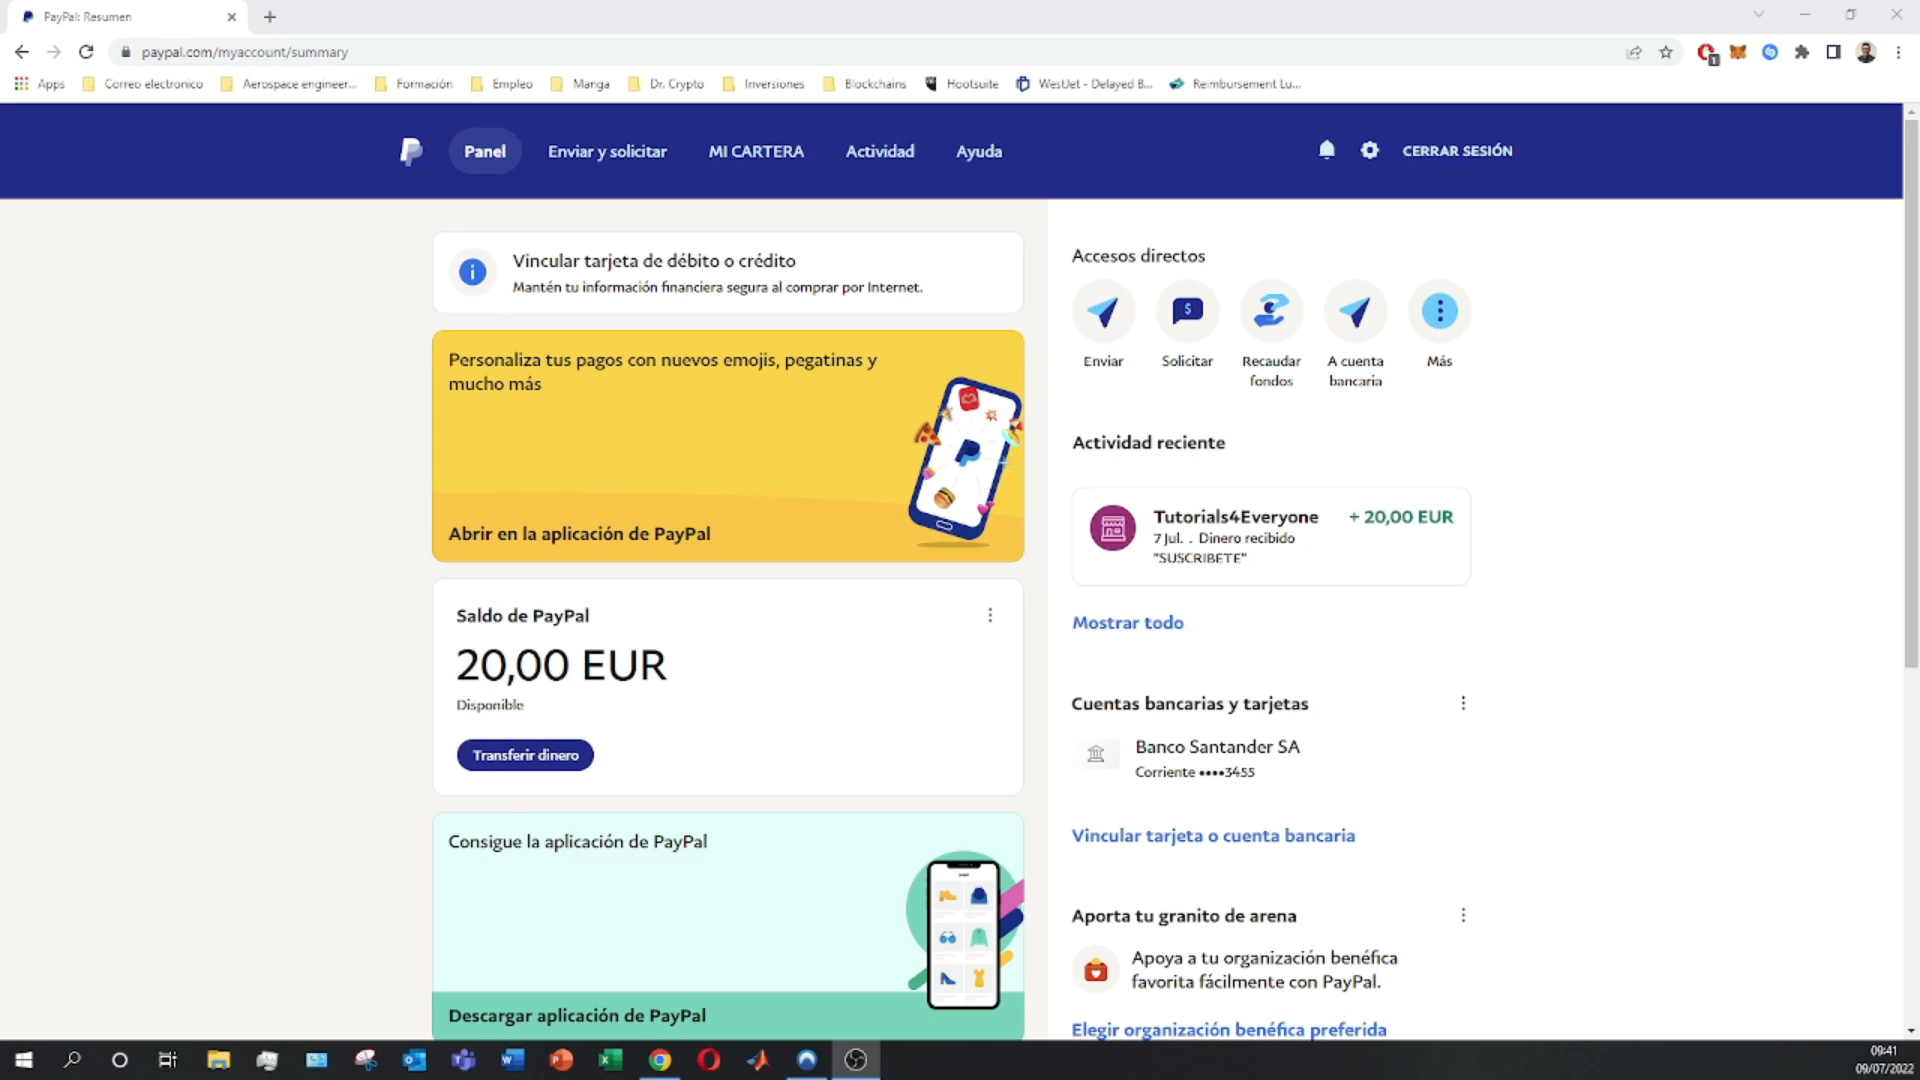 PayPal: Resumen
paypal.com/myaccount/summary
Apps
Correo electronico
Aerospace engineer...
Formación
Empleo
Manga
Dr. Crypto
Inversiones
Blockchains
Hootsuite
WestJet - Delayed B...
Reimbursement Lu...
Panel
Enviar y solicitar
MI CARTERA
Actividad
Ayuda
CERRAR SESIÓN
Vincular tarjeta de débito o crédito
Mantén tu información financiera segura al comprar por Internet.
Personaliza tus pagos con nuevos emojis, pegatinas y
mucho más
Abrir en la aplicación de PayPal
Saldo de PayPal
20,00 EUR
Disponible
Transferir dinero
Consigue la aplicación de PayPal
Descargar aplicación de PayPal
Accesos directos
Enviar
Solicitar
Recaudar
fondos
A cuenta
bancaria
Más
Actividad reciente
Tutorials4Everyone
+ 20,00 EUR
7 Jul. . Dinero recibido
"SUSCRIBETE"
Mostrar todo
Cuentas bancarias y tarjetas
Banco Santander SA
Corriente ••••3455
Vincular tarjeta o cuenta bancaria
Aporta tu granito de arena
Apoya a tu organización benéfica
favorita fácilmente con PayPal.
Elegir organización benéfica preferida
09:41
09/07/2022